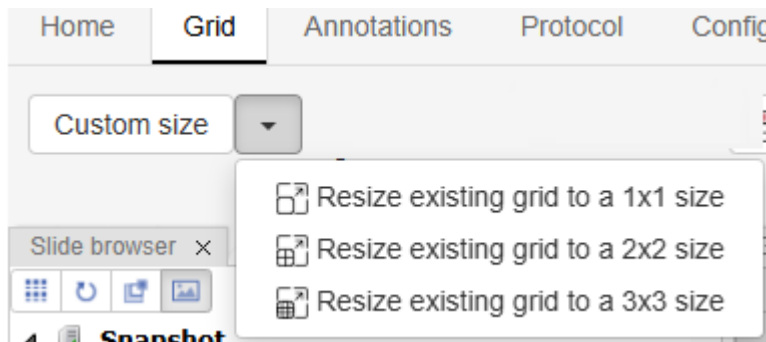 Home Grid Annotations Protocol
Custom size
Resize existing grid to a 1x1 size
Slide browser
Resize existing grid to a 2x2 size
Resize existing grid to a 3x3 size
Snapshot